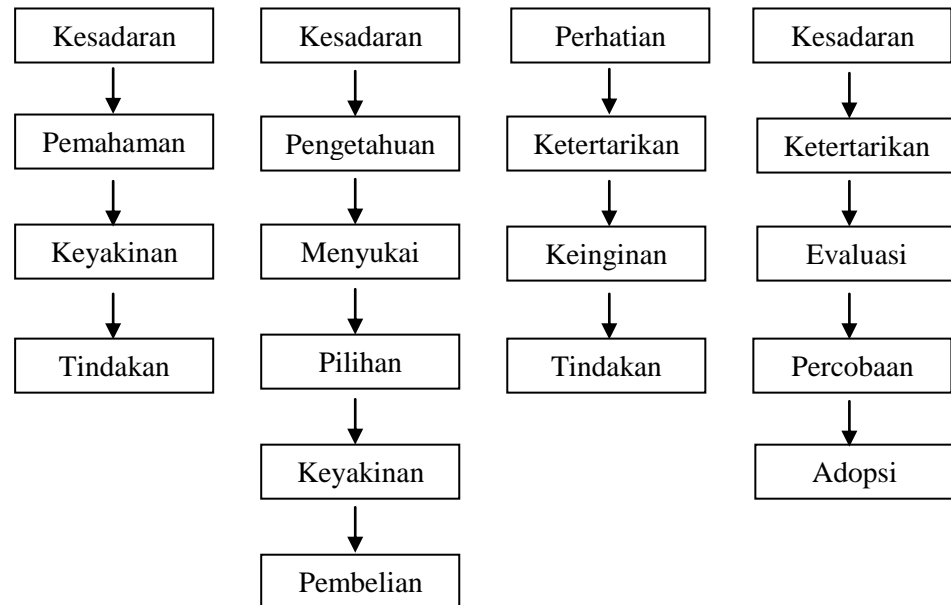 Kesadaran
Pemahaman
Keyakinan
Tindakan
Kesadaran
Pengetahuan
Menyukai
Pilihan
Keyakinan
Pembelian
Perhatian
Ketertarikan
Keinginan
Tindakan
Kesadaran
Ketertarikan
Evaluasi
Percobaan
Adopsi